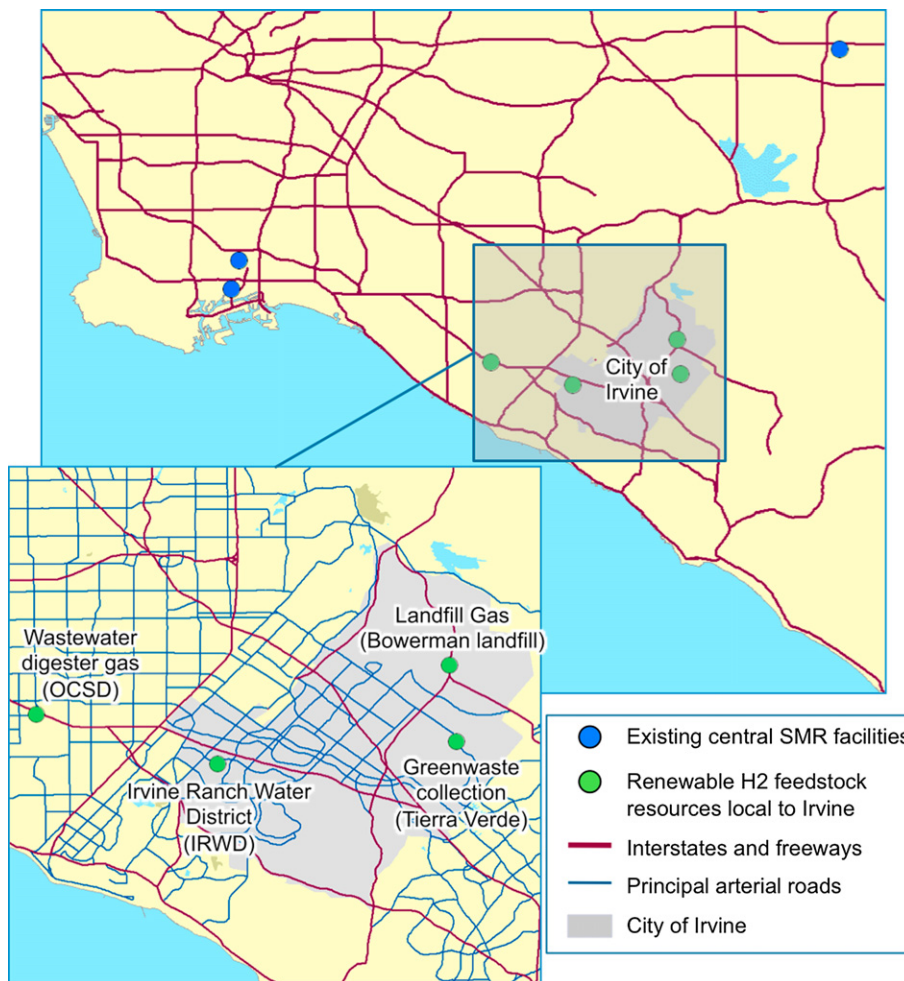 City of
Irvine
Wastewater
digester gas
(OCSD)
Landfill Gas
(Bowerman landfill)
Irvine Ranch Water
District
(IRWD)
Greenwaste
collection
(Tierra Verde)
Existing central SMR facilities
Renewable H2 feedstock
resources local to Irvine
Interstates and freeways
Principal arterial roads
City of Irvine